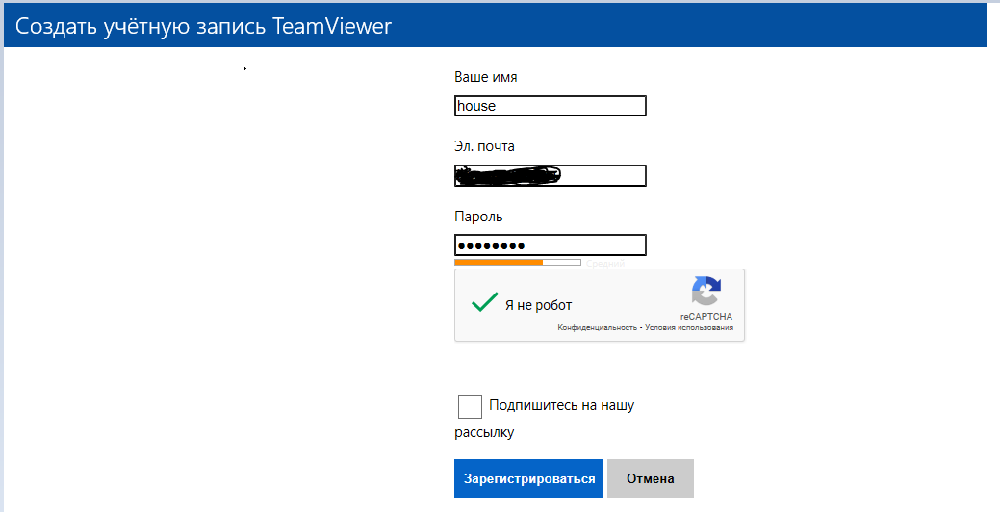 Создать учётную запись TeamViewer
Ваше имя
house
Эл. почта
Пароль
••••••••
Средний
Я не робот
reCAPTCHA
Конфиденциальность - Условия использования
Подпишитесь на нашу
рассылку
Зарегистрироваться Отмена